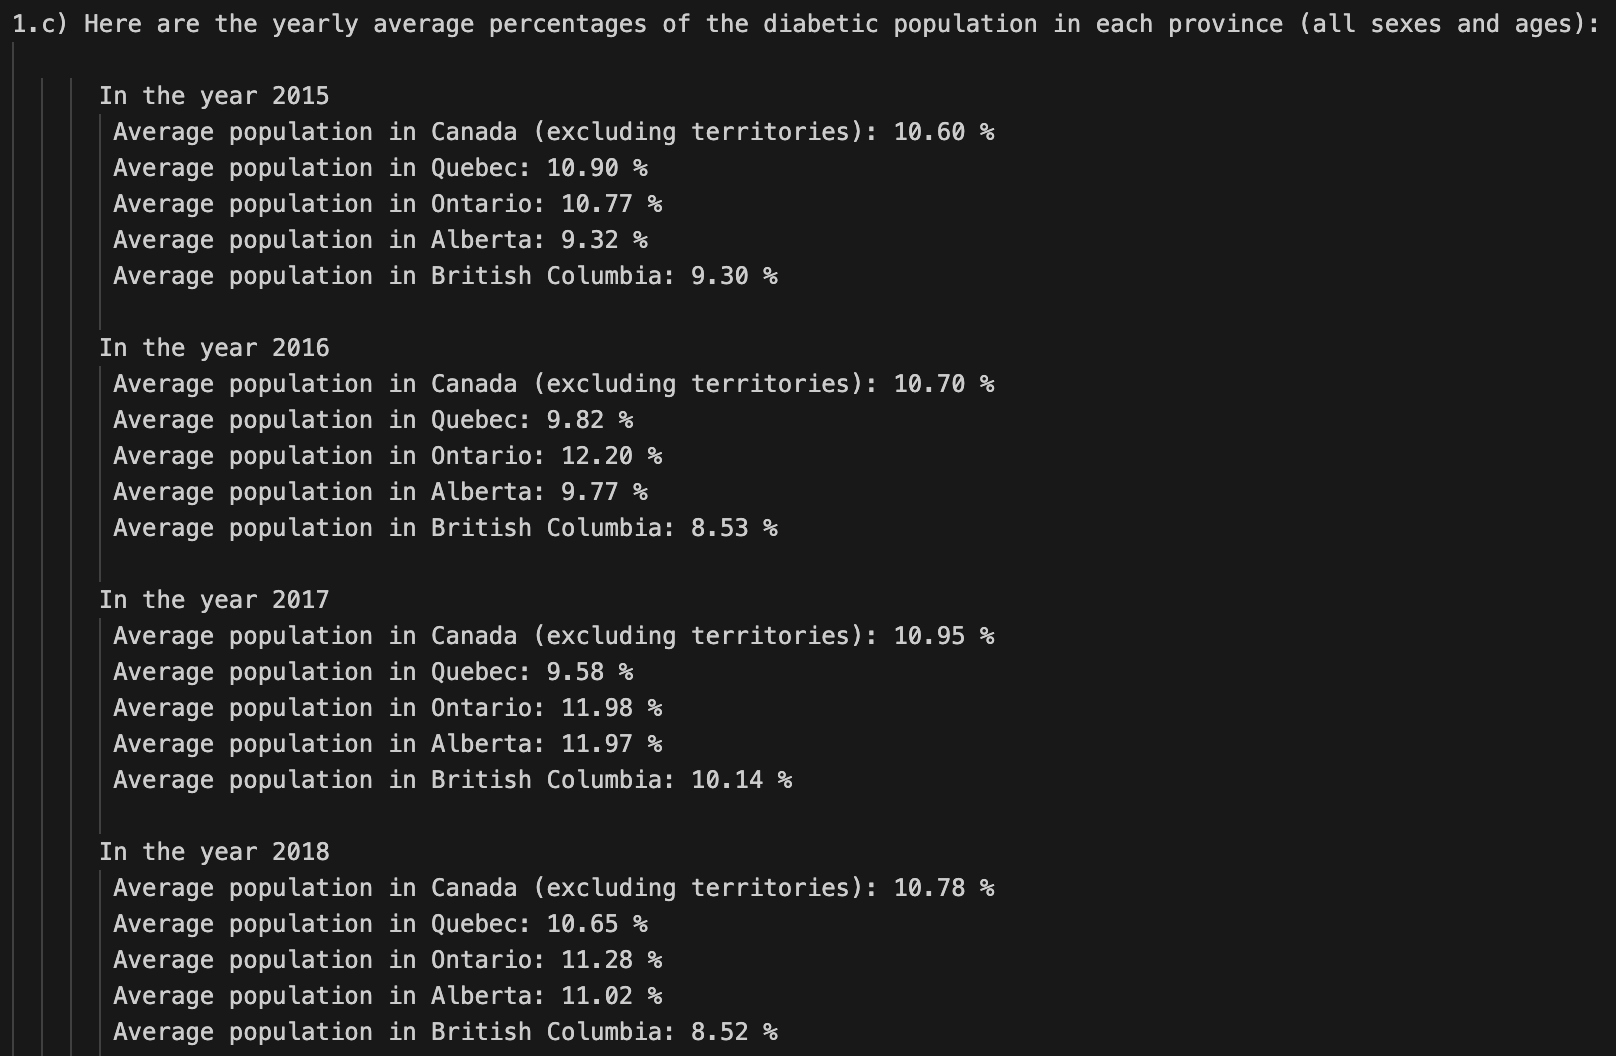 1.c) Here are the yearly average percentages of the diabetic population in each province (all sexes and ages):
In the year 2015
Average population in Canada (excluding territories): 10.60 %
Average population in Quebec: 10.90 %
Average population in Ontario: 10.77 %
Average population in Alberta: 9.32 %
Average population in British Columbia: 9.30 %
In the year 2016
Average population in Canada (excluding territories): 10.70 %
Average population in Quebec: 9.82 %
Average population in Ontario: 12.20 %
Average population in Alberta: 9.77 %
Average population in British Columbia: 8.53 %
In the year 2017
Average population in Canada (excluding territories): 10.95 %
Average population in Quebec: 9.58 %
Average population in Ontario: 11.98 %
Average population in Alberta: 11.97 %
Average population in British Columbia: 10.14 %
In the year 2018
Average population in Canada (excluding territories): 10.78 %
Average population in Quebec: 10.65 %
Average population in Ontario: 11.28 %
Average population in Alberta: 11.02 %
Average population in British Columbia: 8.52 %